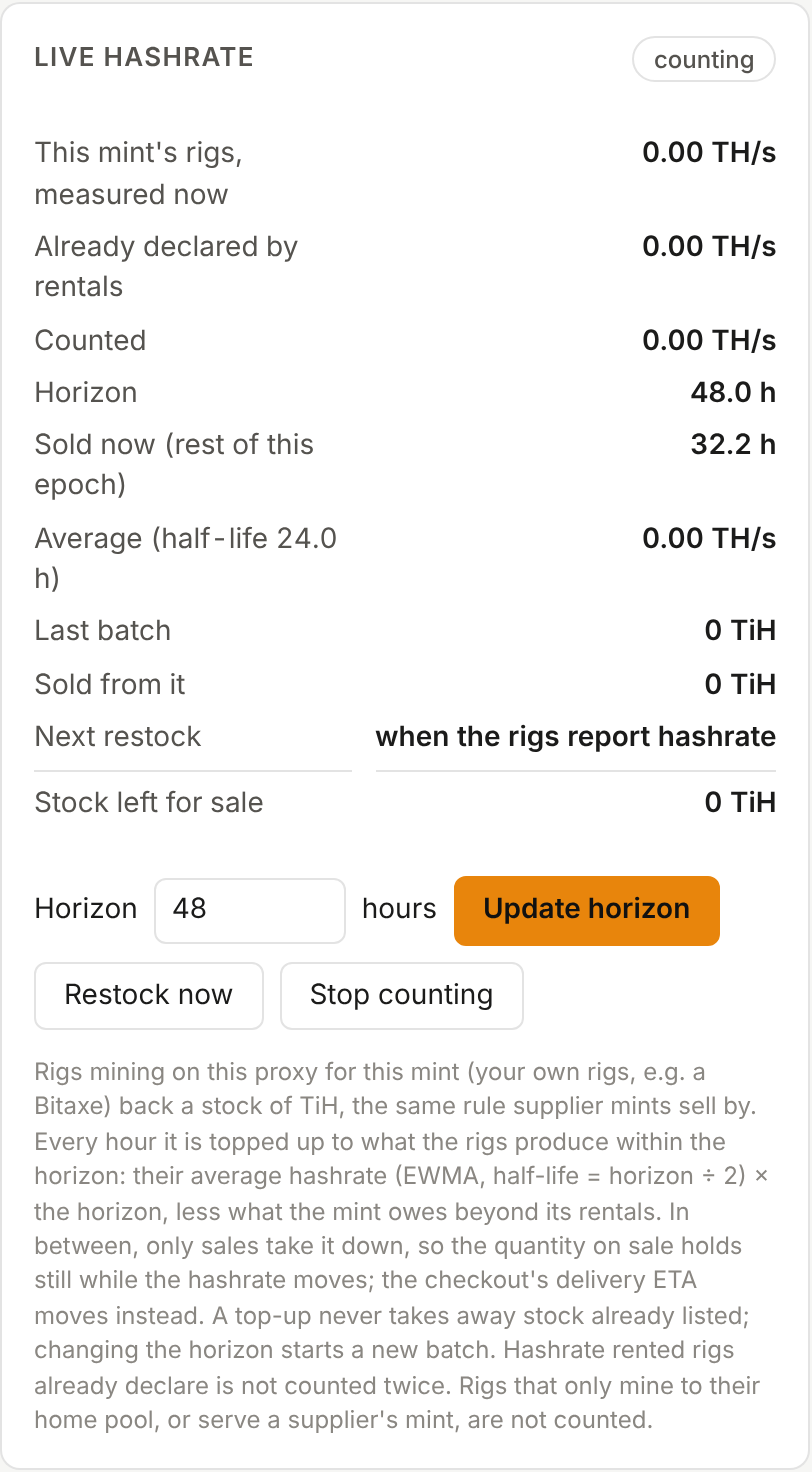 LIVE HASHRATE
counting
This mint's rigs, measured now
0.00 TH/s
Already declared by rentals
0.00 TH/s
Counted
0.00 TH/s
Horizon
48.0 h
Sold now (rest of this epoch)
32.2 h
Average (half-life 24.0 h)
0.00 TH/s
Last batch
0 TiH
Sold from it
0 TiH
Next restock
when the rigs report hashrate
Stock left for sale
0 TiH
Horizon 48 hours Update horizon
Restock now Stop counting
Rigs mining on this proxy for this mint (your own rigs, e.g. a
Bitaxe) back a stock of TiH, the same rule supplier mints sell by.
Every hour it is topped up to what the rigs produce within the
horizon: their average hashrate (EWMA, half-life = horizon ÷ 2) ×
the horizon, less what the mint owes beyond its rentals. In
between, only sales take it down, so the quantity on sale holds
still while the hashrate moves; the checkout's delivery ETA
moves instead. A top-up never takes away stock already listed;
changing the horizon starts a new batch. Hashrate rented rigs
already declare is not counted twice. Rigs that only mine to their
home pool, or serve a supplier's mint, are not counted.